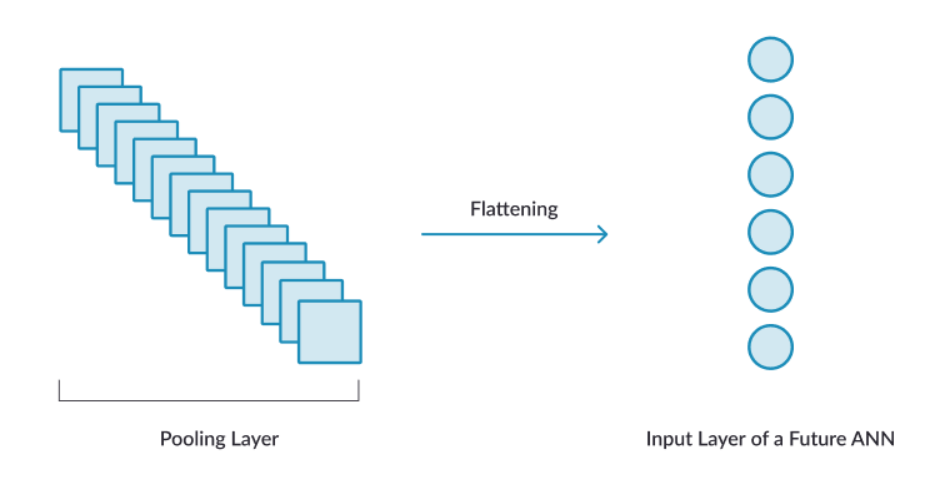 Flattening
Pooling Layer
Input Layer of a Future ANN